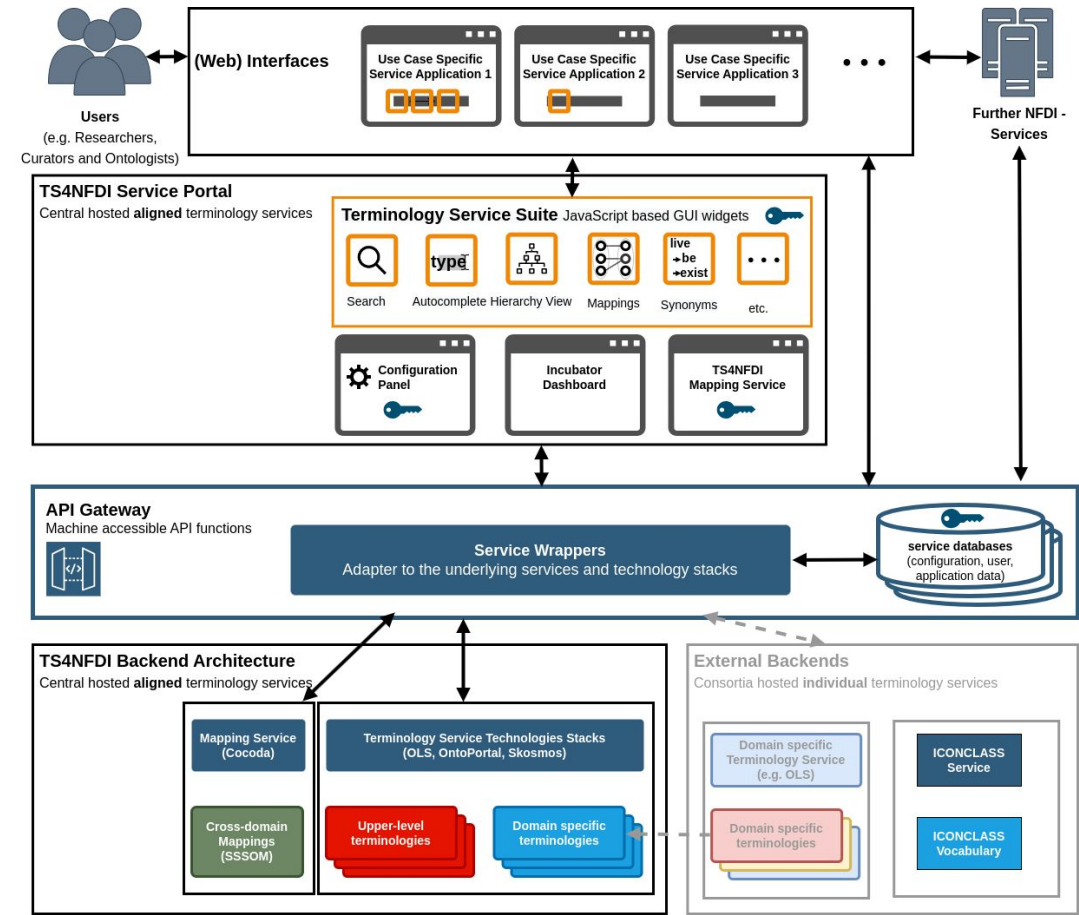 Users
(e.g. Researchers,
Curators and Ontologists)
(Web) Interfaces
Use Case Specific
Service Application 1
Use Case Specific
Service Application 2
Use Case Specific
Service Application 3
• • •
Further NFDI -
Services
TS4NFDI Service Portal
Central hosted aligned terminology services
Terminology Service Suite JavaScript based GUI widgets
type
live
→be
→exist
• • •
Search
Autocomplete
Hierarchy View
Mappings
Synonyms
etc.
Configuration
Panel
Incubator
Dashboard
TS4NFDI
Mapping Service
API Gateway
Machine accessible API functions
</>
Service Wrappers
Adapter to the underlying services and technology stacks
service databases
(configuration, user,
application data)
TS4NFDI Backend Architecture
Central hosted aligned terminology services
Mapping Service
(Cocoda)
Terminology Service Technologies Stacks
(OLS, OntoPortal, Skosmos)
Cross-domain
Mappings
(SSSOM)
Upper-level
terminologies
Domain specific
terminologies
External Backends
Consortia hosted individual terminology services
Domain specific
Terminology Service
(e.g. OLS)
Domain specific
terminologies
ICONCLASS
Service
ICONCLASS
Vocabulary